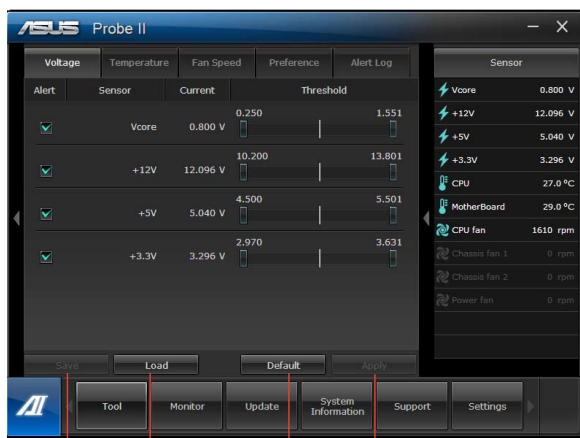 ASUS Probe II
Voltage Temperature Fan Speed Preference Alert Log
Alert Sensor Current Threshold
Vcore 0.800 V 0.250 1.551
+12V 12.096 V 10.200 13.801
+5V 5.040 V 4.500 5.501
+3.3V 3.296 V 2.970 3.631
Save Load Default Apply
Sensor
Vcore 0.800 V
+12V 12.096 V
+5V 5.040 V
+3.3V 3.296 V
CPU 27.0 ºC
MotherBoard 29.0 ºC
CPU fan 1610 rpm
Chassis fan 1 0 rpm
Chassis fan 2 0 rpm
Power fan 0 rpm
AI Tool Monitor Update System Information Support Settings